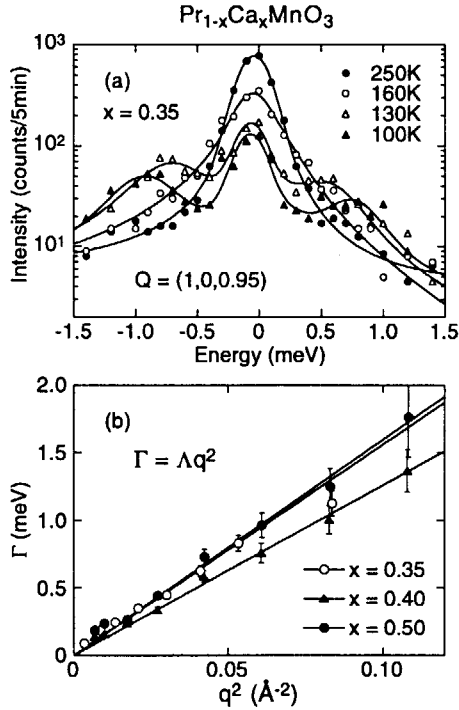 Pr₁₋ₓCaₓMnO₃
(a)
x = 0.35
● 250K
○ 160K
△ 130K
▲ 100K
Q = (1,0,0.95)
Intensity (counts/5min)
10³
10²
10¹
-1.5 -1.0 -0.5 0 0.5 1.0 1.5
Energy (meV)
(b)
Γ = Λq²
Γ (meV)
2.0
1.5
1.0
0.5
0
x = 0.35
x = 0.40
x = 0.50
0 0.05 0.10
q² (Å⁻²)